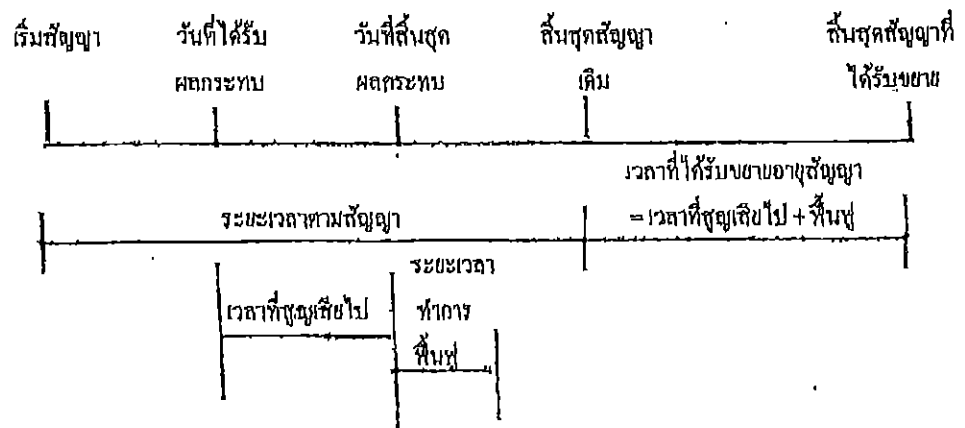 เริ่มสัญญา วันที่ได้รับ วันที่สิ้นสุด สิ้นสุดสัญญา สิ้นสุดสัญญาที่
ผลกระทบ ผลกระทบ เดิม ได้รับขยาย
เวลาที่ได้รับขยายอายุสัญญา
ระยะเวลาตามสัญญา =เวลาที่สูญเสียไป + ฟื้นฟู
ระยะเวลา
เวลาที่สูญเสียไป ทำการ
ฟื้นฟู